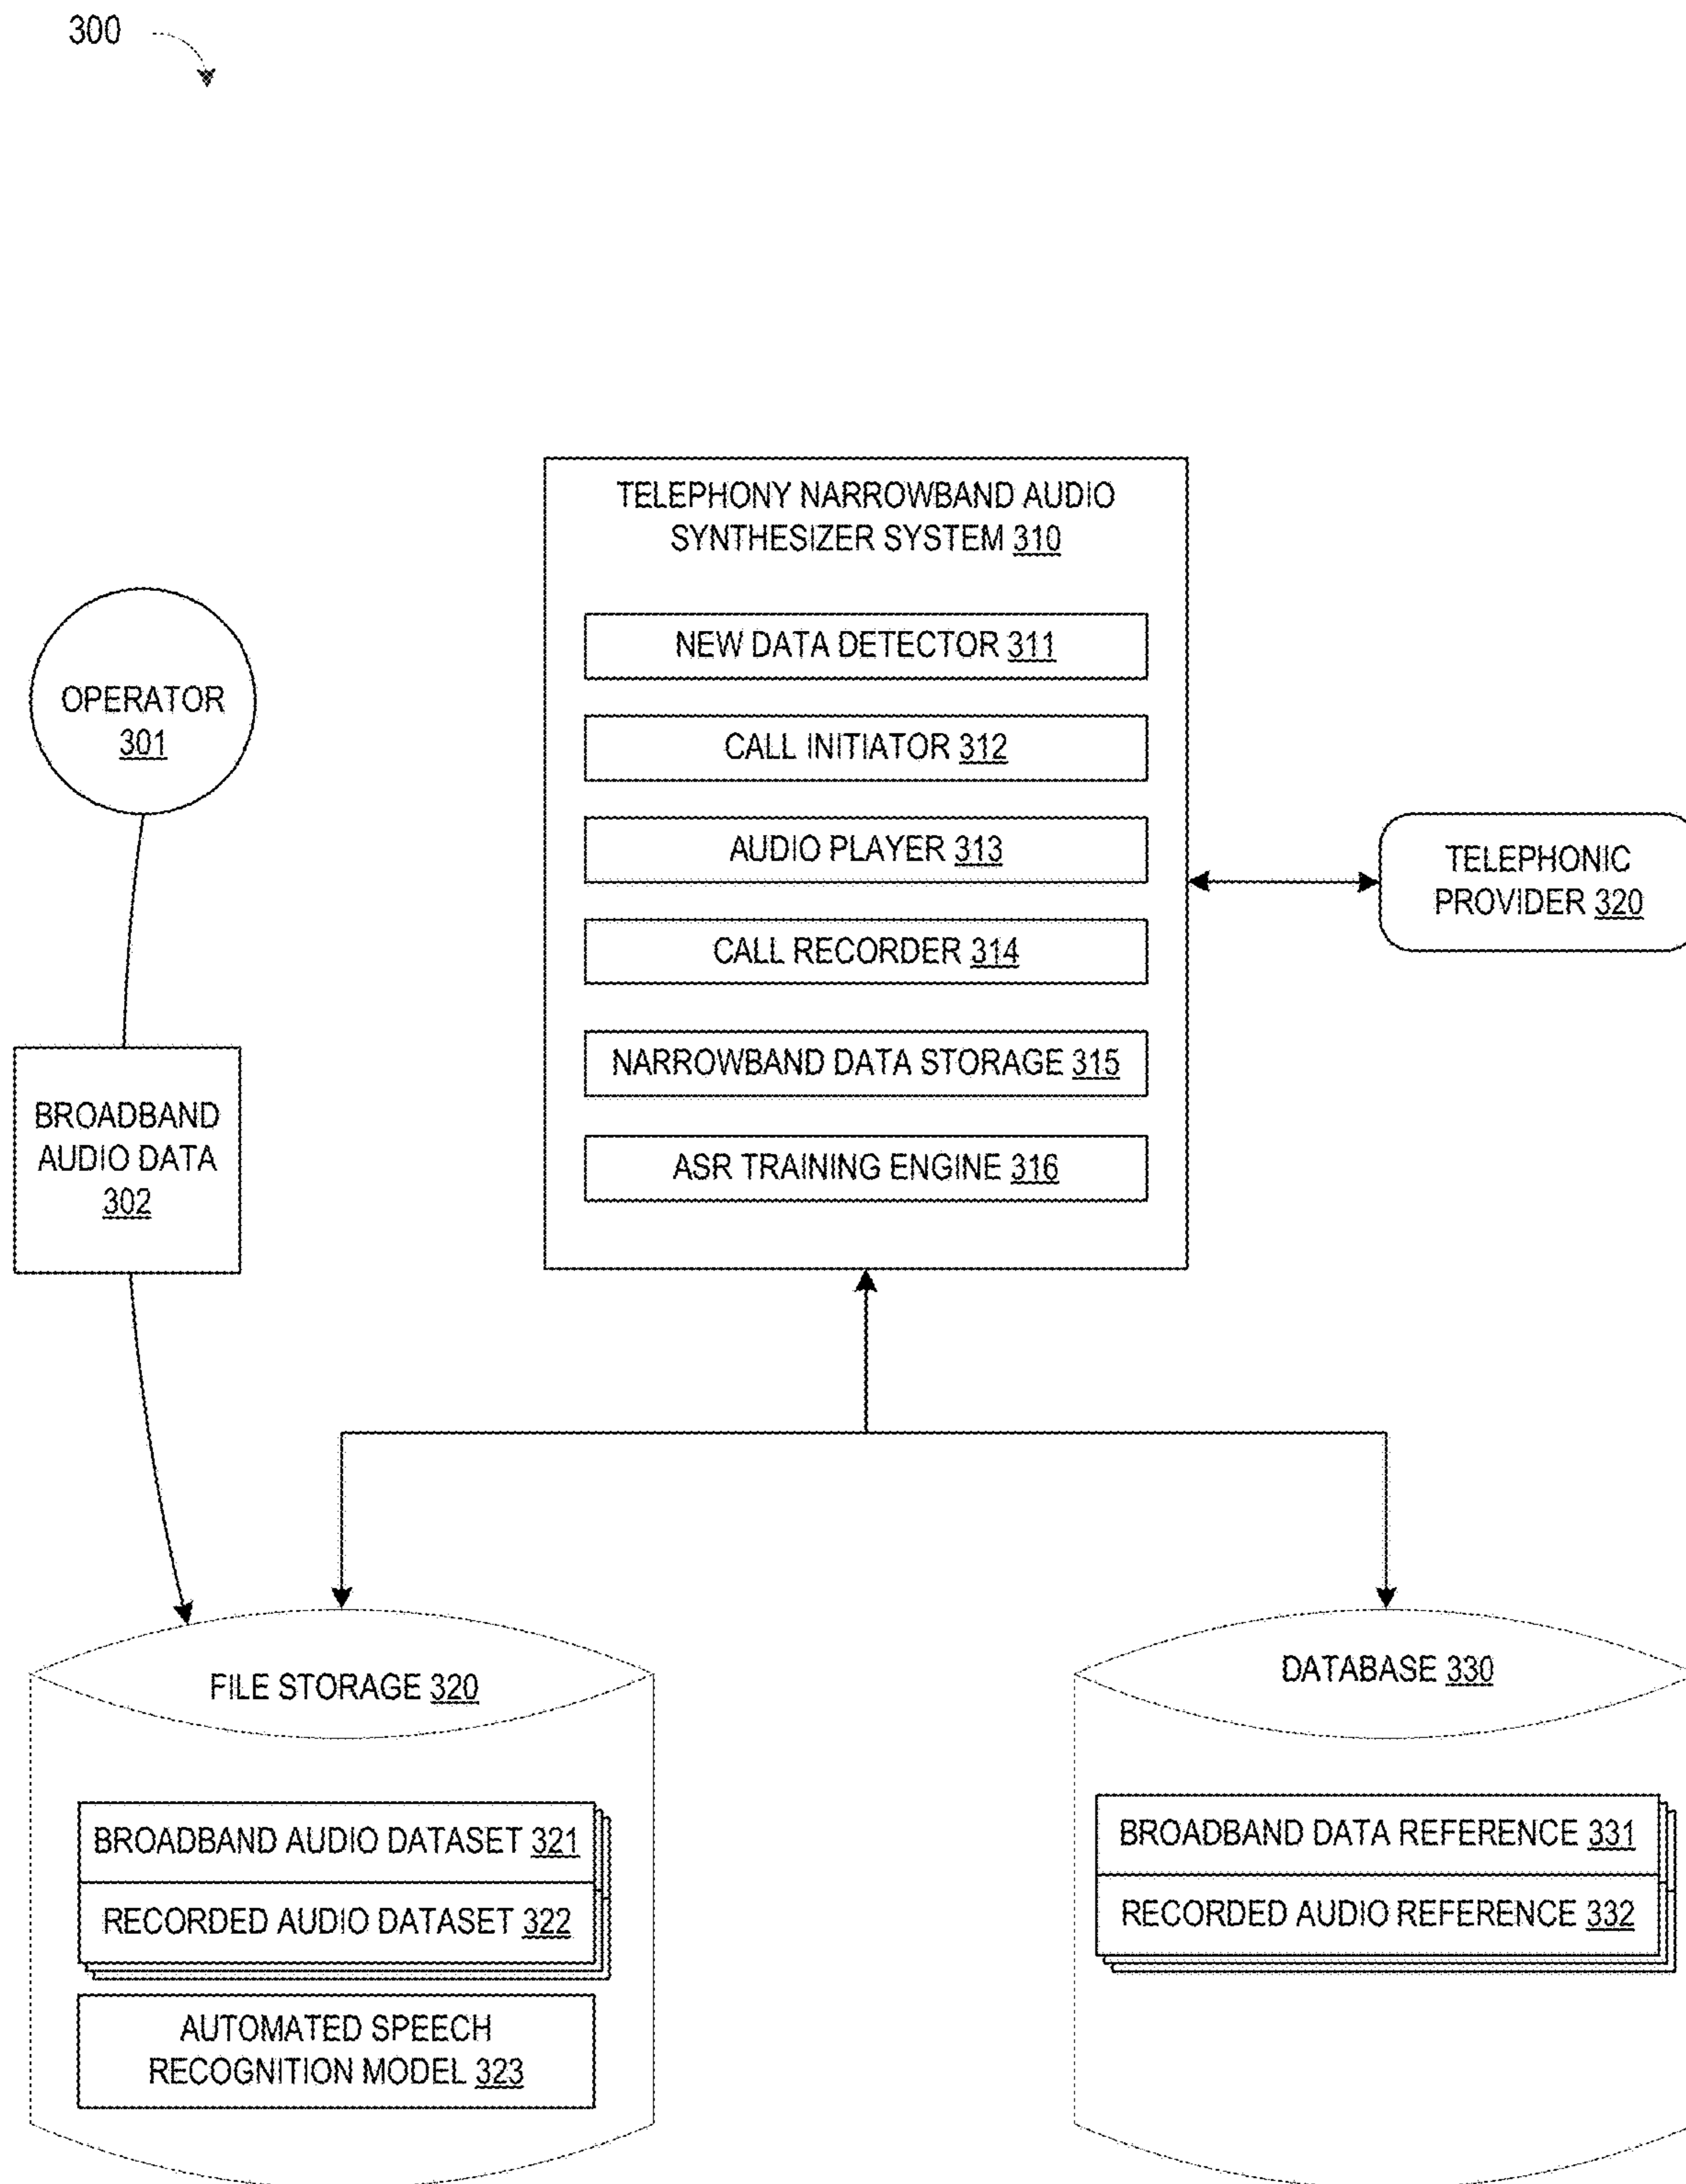 300
TELEPHONY NARROWBAND AUDIO
SYNTHESIZER SYSTEM 310
NEW DATA DETECTOR 311
CALL INITIATOR 312
AUDIO PLAYER 313
CALL RECORDER 314
NARROWBAND DATA STORAGE 315
ASR TRAINING ENGINE 316
OPERATOR
301
TELEPHONIC
PROVIDER 320
BROADBAND
AUDIO DATA
302
FILE STORAGE 320
BROADBAND AUDIO DATASET 321
RECORDED AUDIO DATASET 322
AUTOMATED SPEECH
RECOGNITION MODEL 323
DATABASE 330
BROADBAND DATA REFERENCE 331
RECORDED AUDIO REFERENCE 332